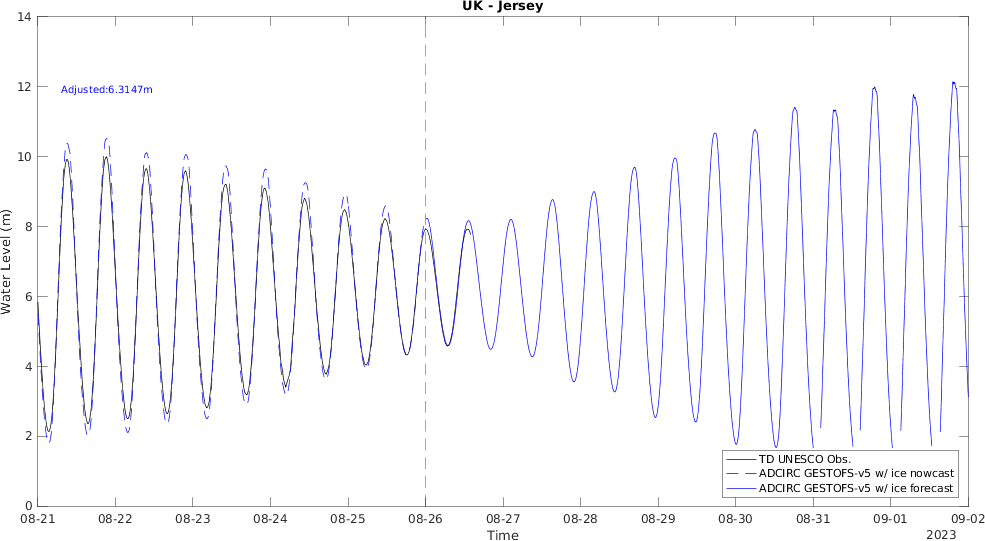 UK - Jersey
14
12
10
8
6
4
2
0
Water Level (m)
Adjusted:6.3147m
TD UNESCO Obs.
ADCIRC GESTOFS-v5 w/ ice nowcast
ADCIRC GESTOFS-v5 w/ ice forecast
08-21 08-22 08-23 08-24 08-25 08-26 08-27 08-28 08-29 08-30 08-31 09-01 09-02
Time
2023